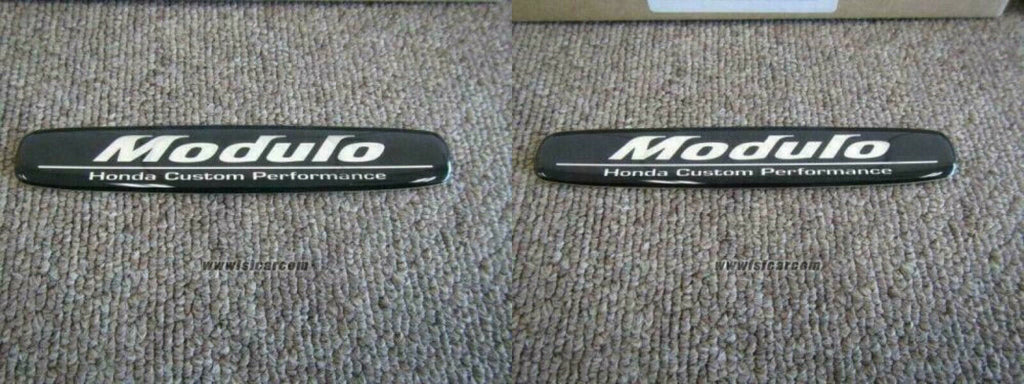 Modulo
Honda Custom Performance
Modulo
Honda Custom Performance